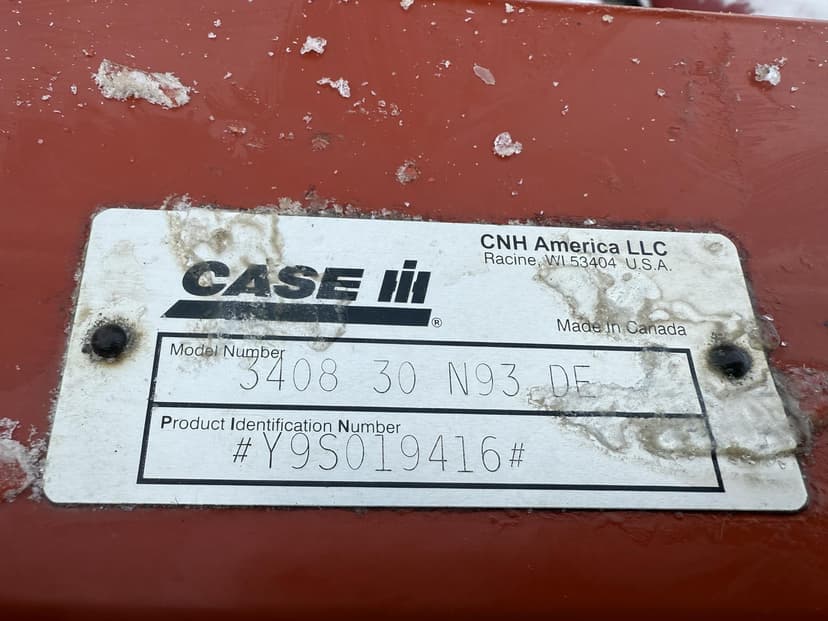 CNH America LLC
Racine, WI 53404 U.S.A.
CASE IH
®
Made in Canada
Model Number
3408 30 N93 DE
Product Identification Number
#Y9S019416#